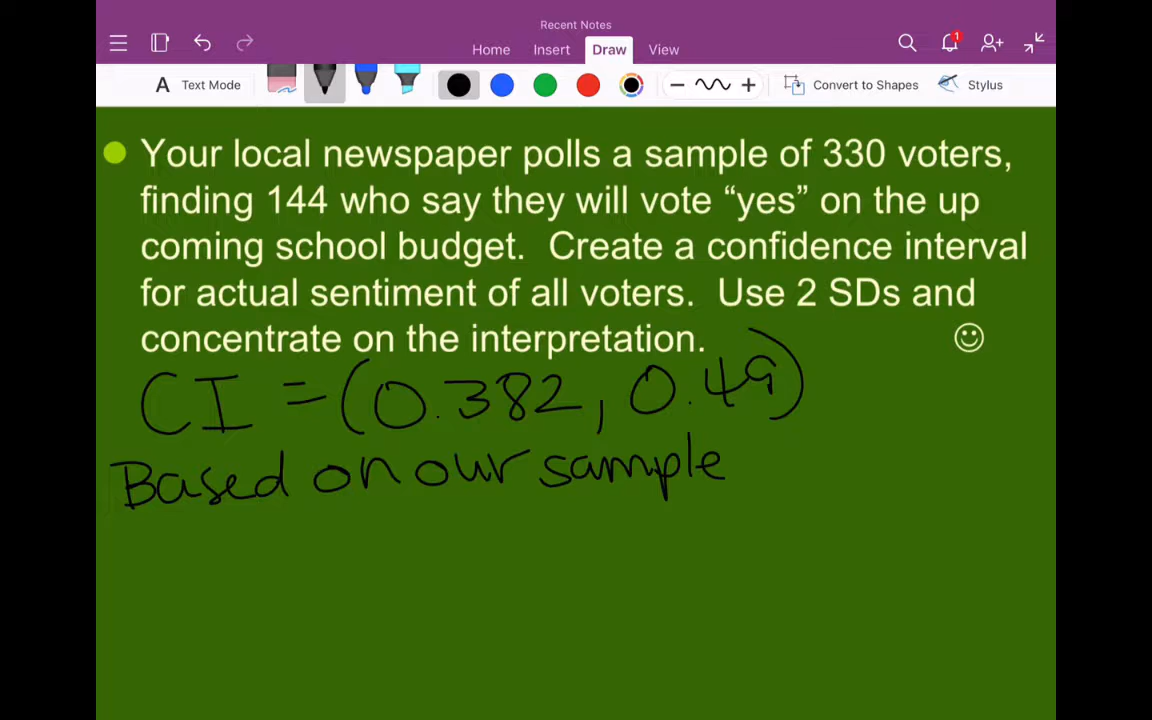 Recent Notes
Home Insert Draw View
1
A Text Mode
Convert to Shapes
Stylus
Your local newspaper polls a sample of 330 voters,
finding 144 who say they will vote “yes” on the up
coming school budget. Create a confidence interval
for actual sentiment of all voters. Use 2 SDs and
concentrate on the interpretation.
CI = (0.382, 0.49)
Based on our sample